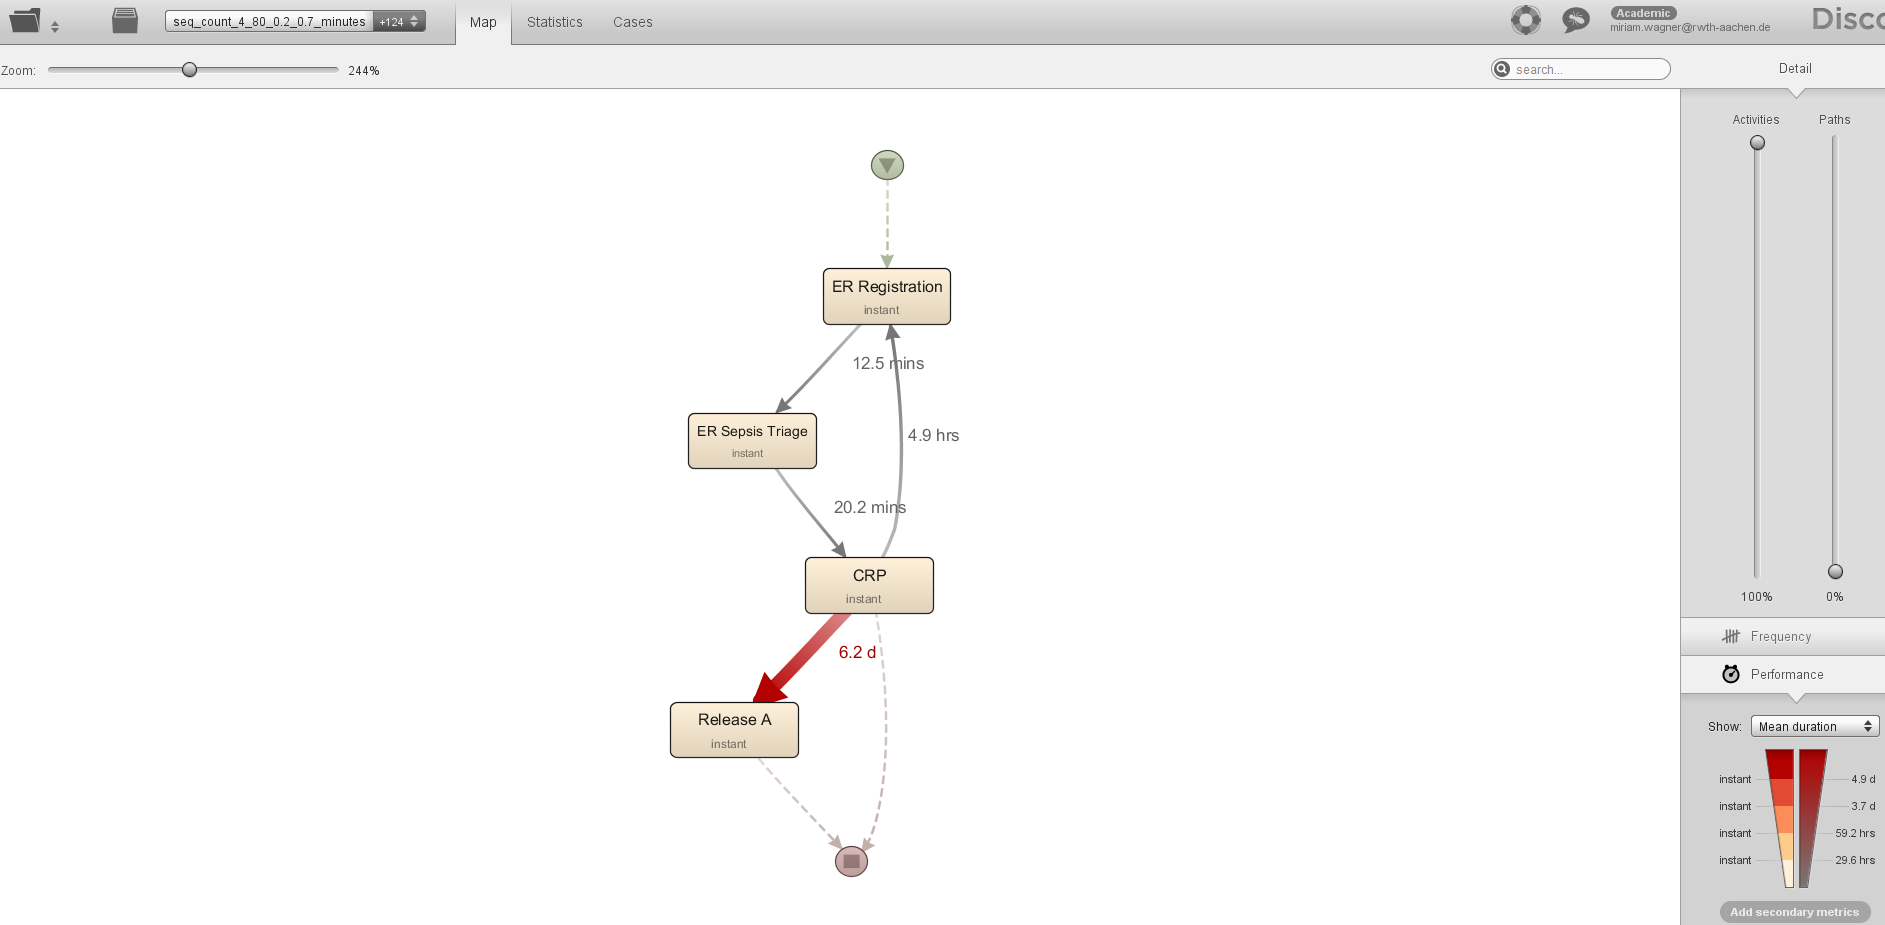 seq_count_4_80_0.2_0.7_minutes +124
Map Statistics Cases
Academic
miriam.wagner@rwth-aachen.de
Disco
Zoom: 244%
search...
Detail
Activities Paths
ER Registration
instant
12.5 mins
ER Sepsis Triage
instant
4.9 hrs
20.2 mins
CRP
instant
6.2 d
Release A
instant
100% 0%
Frequency
Performance
Show: Mean duration
instant 4.9 d
instant 3.7 d
instant 59.2 hrs
instant 29.6 hrs
Add secondary metrics